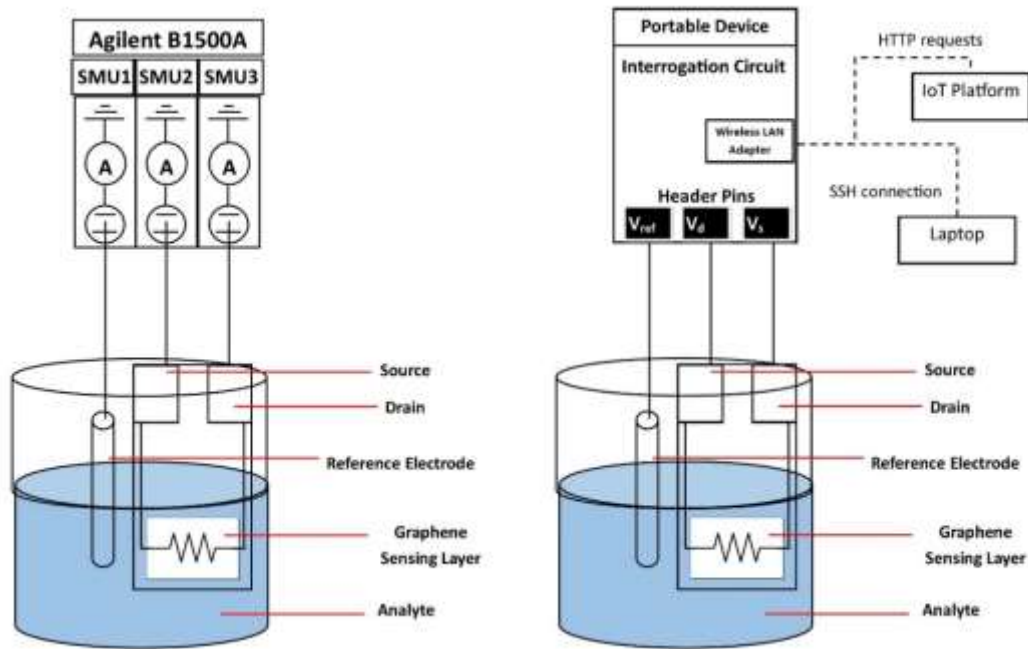 Agilent B1500A
SMU1 SMU2 SMU3
A A A
Source
Drain
Reference Electrode
Graphene
Sensing Layer
Analyte
Portable Device
Interrogation Circuit
Wireless LAN
Adapter
Header Pins
Vref Vd Vs
HTTP requests
IoT Platform
SSH connection
Laptop
Source
Drain
Reference Electrode
Graphene
Sensing Layer
Analyte